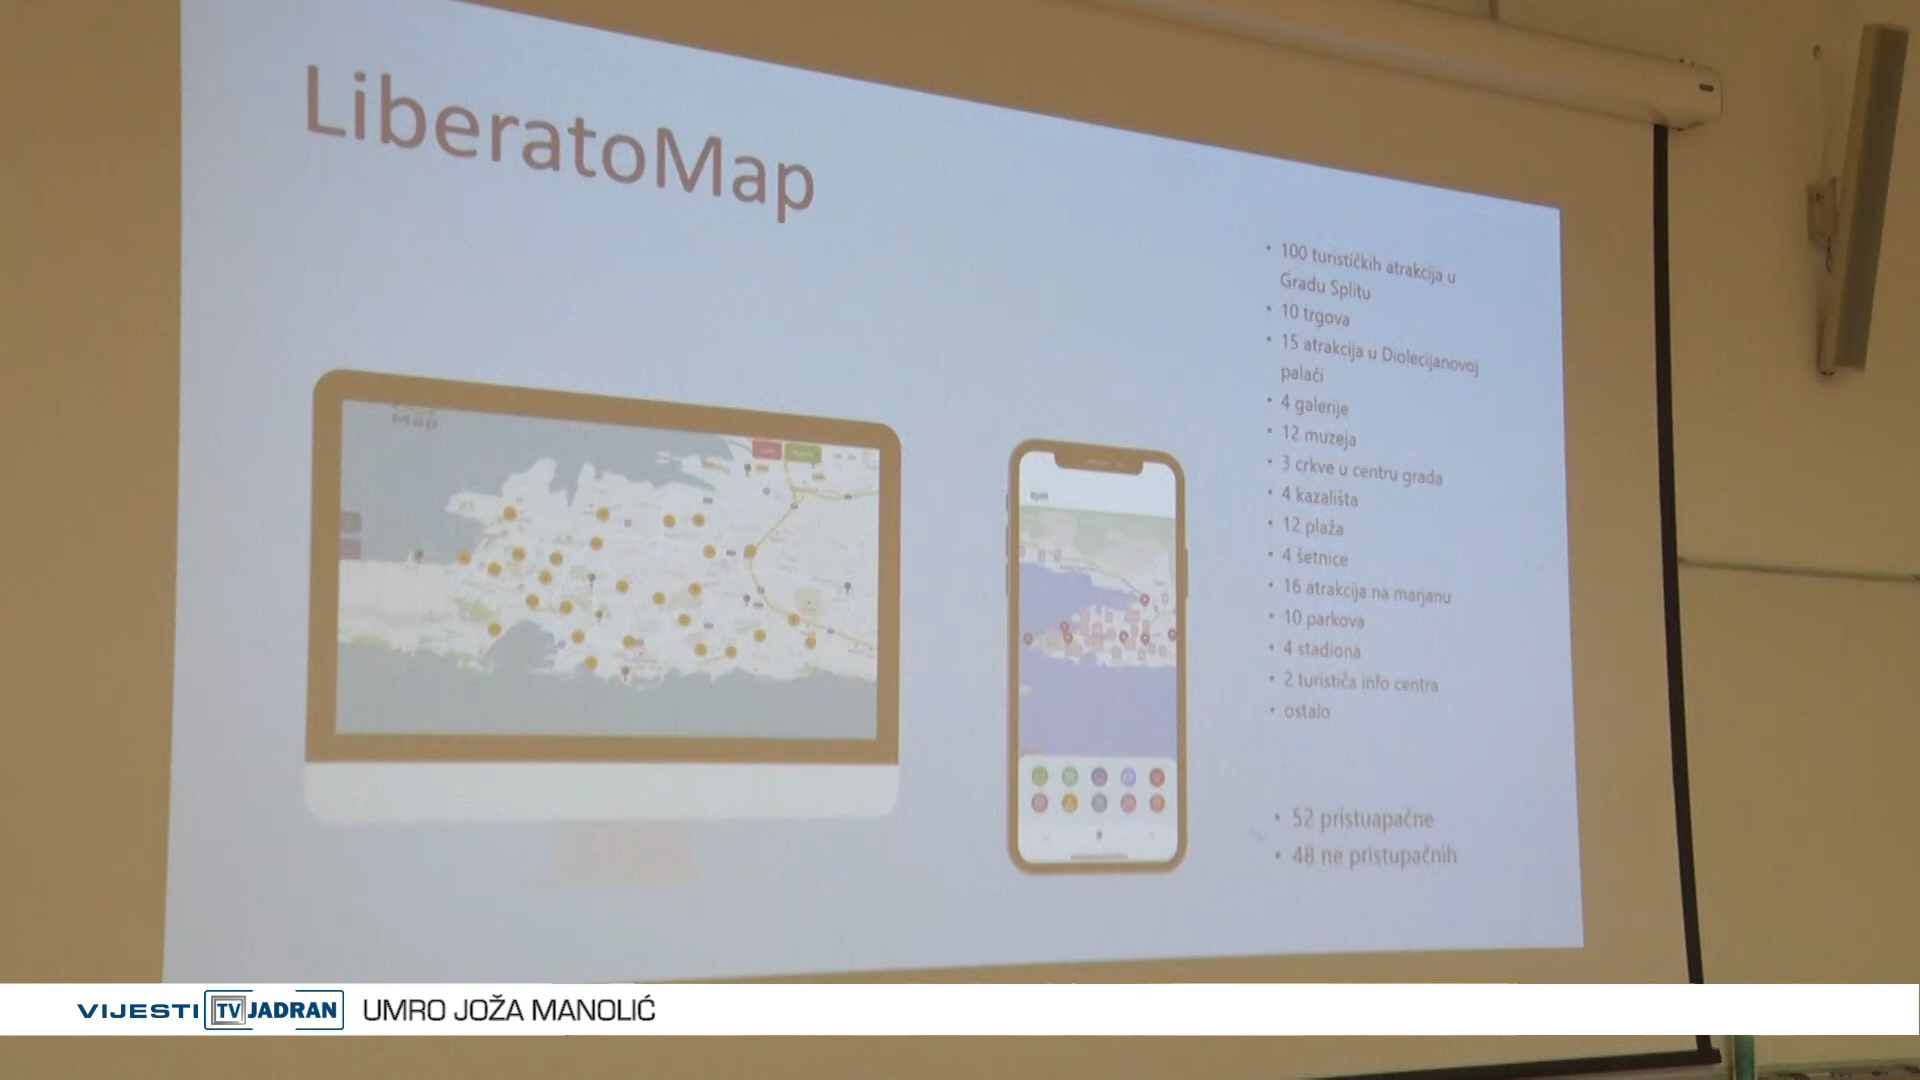 LiberatoMap
• 100 turističkih atrakcija u
Gradu Splitu
• 10 trgova
• 15 atrakcija u Diolecijanovoj
palači
• 4 galerije
• 12 muzeja
• 3 crkve u centru grada
• 4 kazališta
• 12 plaža
• 4 šetnice
• 16 atrakcija na marjanu
• 10 parkova
• 4 stadiona
• 2 turističa info centra
• ostalo
• 52 pristuapačne
• 48 ne pristupačnih
Map
Split
VIJESTI TV JADRAN UMRO JOŽA MANOLIĆ